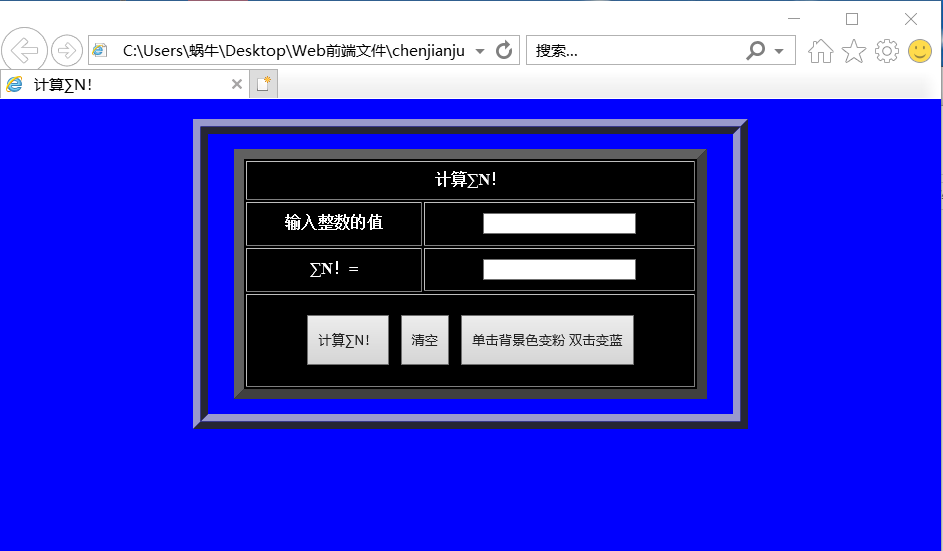 C:\Users\蜗牛\Desktop\Web前端文件\chenjianju
搜索...
计算∑N!
计算∑N!
输入整数的值
∑N! =
计算∑N!
清空
单击背景色变粉 双击变蓝